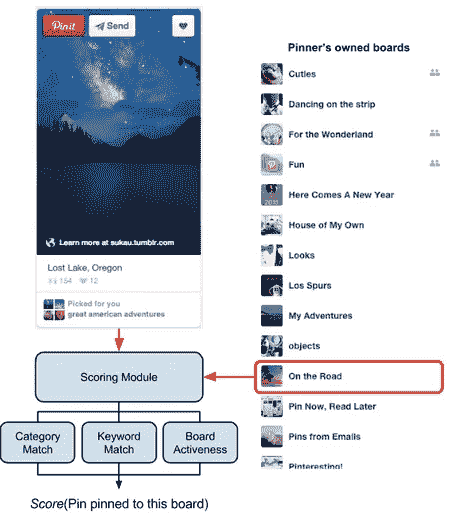 Pinit
Send
Learn more at sukau.tumblr.com
Lost Lake, Oregon
154 12
Picked for you
great american adventures
Scoring Module
Category
Match
Keyword
Match
Board
Activeness
Score(Pin pinned to this board)
Pinner's owned boards
Cuties
Dancing on the strip
For the Wonderland
Fun
Here Comes A New Year
House of My Own
Looks
Los Spurs
My Adventures
objects
On the Road
Pin Now, Read Later
Pins from Emails
Pinteresting!